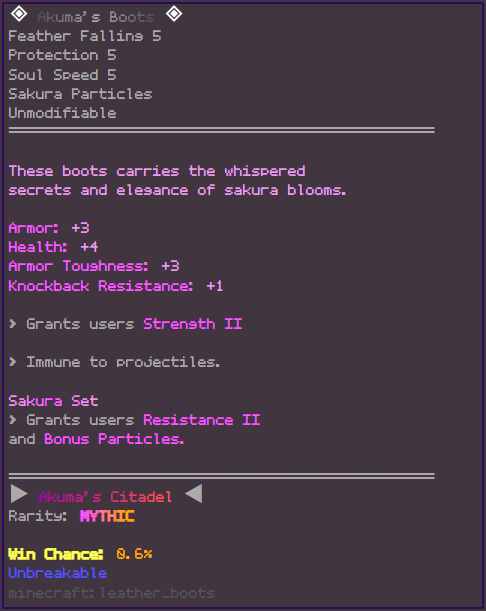 Akuma's Boots
Feather Falling 5
Protection 5
Soul Speed 5
Sakura Particles
Unmodifiable
These boots carries the whispered
secrets and elegance of sakura blooms.
Armor: +3
Health: +4
Armor Toughness: +3
Knockback Resistance: +1
> Grants users Strength II
> Immune to projectiles.
Sakura Set
> Grants users Resistance II
and Bonus Particles.
▶ Akuma's Citadel ◀
Rarity: MYTHIC
Win Chance: 0.6%
Unbreakable
minecraft:leather_boots